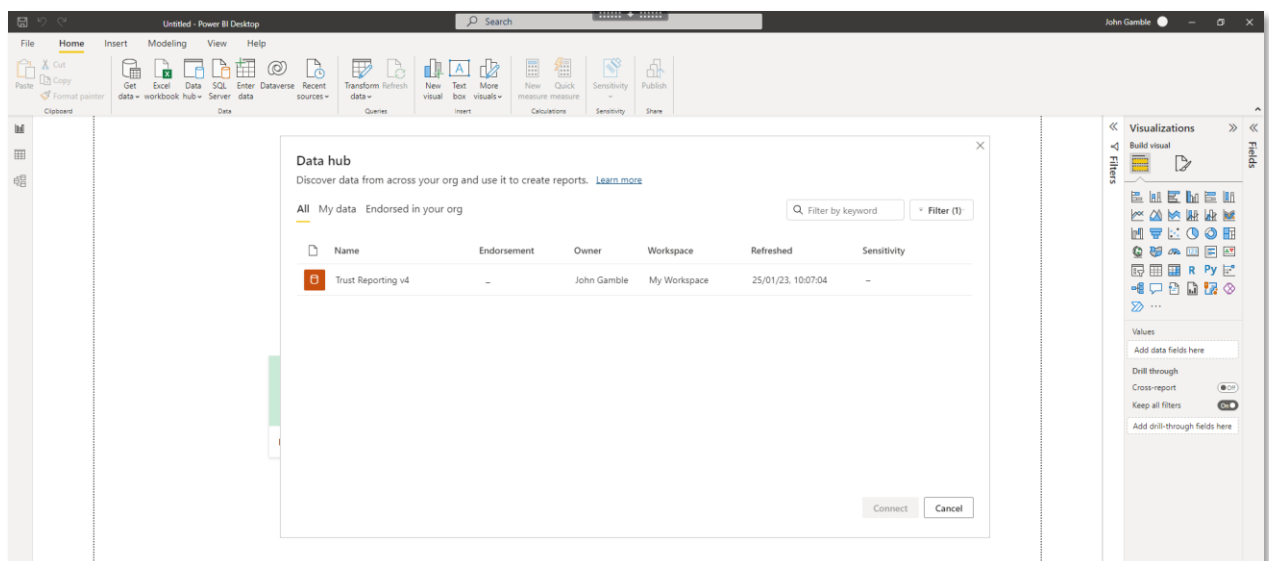 Untitled - Power BI Desktop
Search
John Gamble
File Home Insert Modeling View Help
Paste
Cut
Copy
Format painter
Clipboard
Get data
Excel workbook
Data hub
SQL Server
Enter data
Dataverse
Recent sources
Data
Transform data
Refresh
Queries
New visual
Text box
More visuals
Insert
New measure
Quick measure
Calculations
Sensitivity
Sensitivity
Publish
Share
Data hub
Discover data from across your org and use it to create reports. Learn more
All My data Endorsed in your org
Filter by keyword
Filter (1)
Name Endorsement Owner Workspace Refreshed Sensitivity
Trust Reporting v4 – John Gamble My Workspace 25/01/23, 10:07:04 –
Connect Cancel
Filters
Visualizations
Build visual
R Py
Values
Add data fields here
Drill through
Cross-report Off
Keep all filters On
Add drill-through fields here
Fields